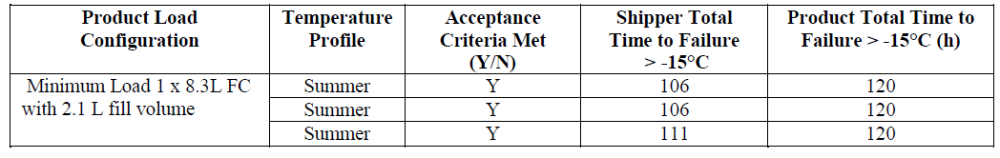 Product Load Configuration | Temperature Profile | Acceptance Criteria Met (Y/N) | Shipper Total Time to Failure > -15°C | Product Total Time to Failure > -15°C (h)
Minimum Load 1 x 8.3L FC with 2.1 L fill volume | Summer | Y | 106 | 120
Summer | Y | 106 | 120
Summer | Y | 111 | 120